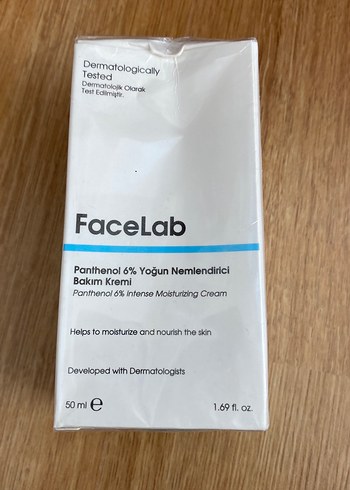 Dermatologically
Tested
Dermatolojik Olarak
Test Edilmiştir.
FaceLab
Panthenol 6% Yoğun Nemlendirici
Bakım Kremi
Panthenol 6% Intense Moisturizing Cream
Helps to moisturize and nourish the skin
Developed with Dermatologists
50 ml ℮ 1.69 fl. oz.